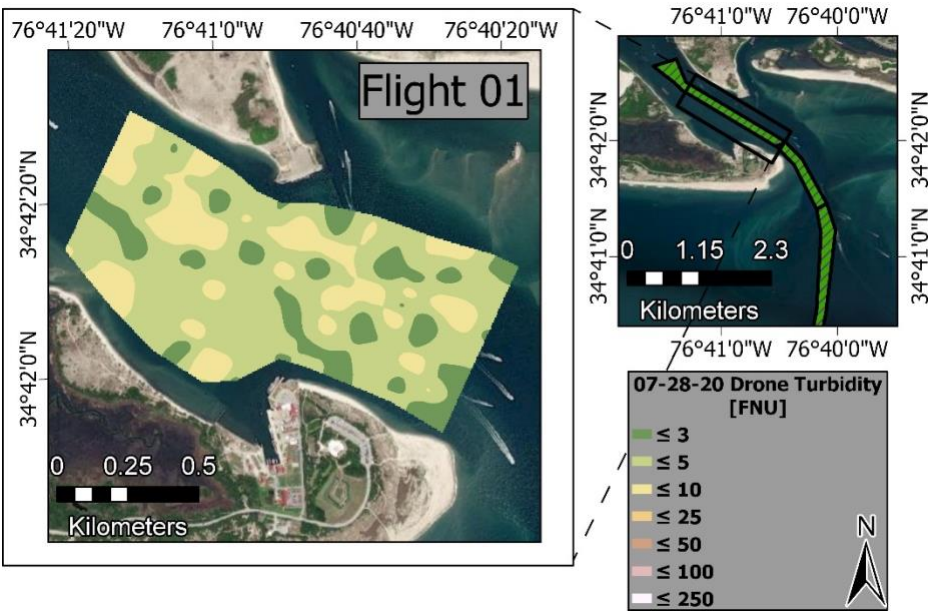 76°41'20"W 76°41'0"W 76°40'40"W 76°40'20"W
Flight 01
34°42'20"N
34°42'0"N
0 0.25 0.5
Kilometers
76°41'0"W 76°40'0"W
34°42'0"N 34°42'0"N
34°41'0"N 34°41'0"N
0 1.15 2.3
Kilometers
76°41'0"W 76°40'0"W
07-28-20 Drone Turbidity
[FNU]
≤ 3
≤ 5
≤ 10
≤ 25
≤ 50
≤ 100
≤ 250
N